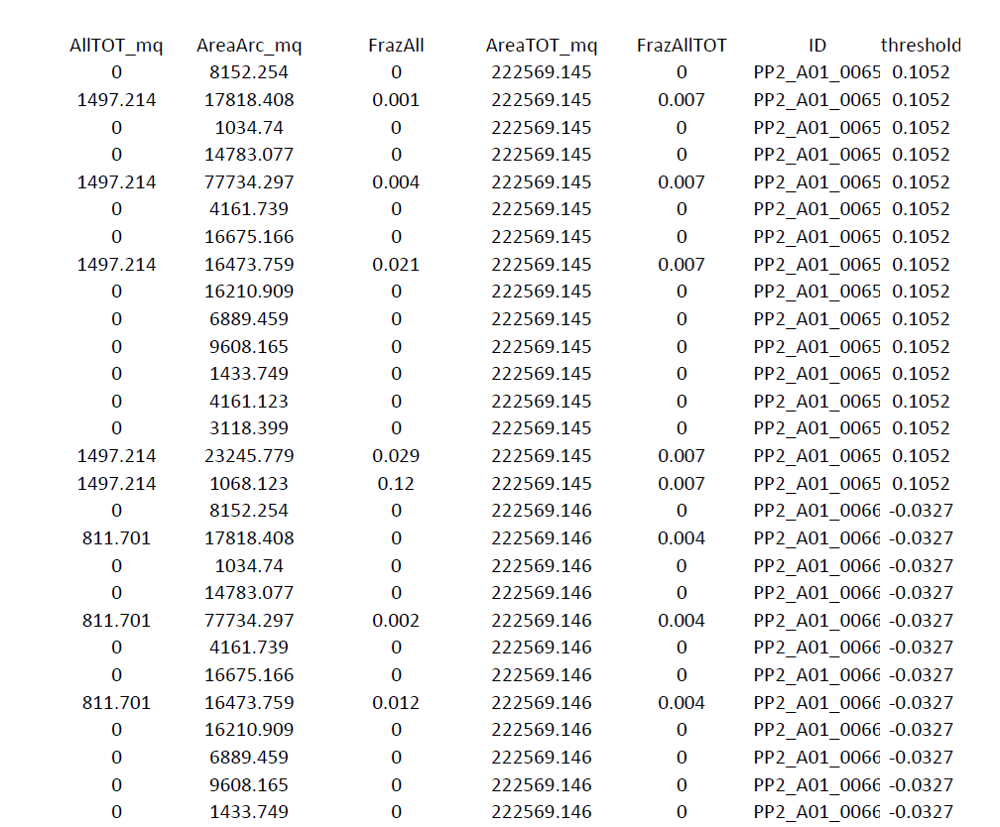 AllTOT_mq AreaArc_mq FrazAll AreaTOT_mq FrazAllTOT ID threshold
0 8152.254 0 222569.145 0 PP2_A01_0065 0.1052
1497.214 17818.408 0.001 222569.145 0.007 PP2_A01_0065 0.1052
0 1034.74 0 222569.145 0 PP2_A01_0065 0.1052
0 14783.077 0 222569.145 0 PP2_A01_0065 0.1052
1497.214 77734.297 0.004 222569.145 0.007 PP2_A01_0065 0.1052
0 4161.739 0 222569.145 0 PP2_A01_0065 0.1052
0 16675.166 0 222569.145 0 PP2_A01_0065 0.1052
1497.214 16473.759 0.021 222569.145 0.007 PP2_A01_0065 0.1052
0 16210.909 0 222569.145 0 PP2_A01_0065 0.1052
0 6889.459 0 222569.145 0 PP2_A01_0065 0.1052
0 9608.165 0 222569.145 0 PP2_A01_0065 0.1052
0 1433.749 0 222569.145 0 PP2_A01_0065 0.1052
0 4161.123 0 222569.145 0 PP2_A01_0065 0.1052
0 3118.399 0 222569.145 0 PP2_A01_0065 0.1052
1497.214 23245.779 0.029 222569.145 0.007 PP2_A01_0065 0.1052
1497.214 1068.123 0.12 222569.145 0.007 PP2_A01_0065 0.1052
0 8152.254 0 222569.146 0 PP2_A01_0066 -0.0327
811.701 17818.408 0 222569.146 0.004 PP2_A01_0066 -0.0327
0 1034.74 0 222569.146 0 PP2_A01_0066 -0.0327
0 14783.077 0 222569.146 0 PP2_A01_0066 -0.0327
811.701 77734.297 0.002 222569.146 0.004 PP2_A01_0066 -0.0327
0 4161.739 0 222569.146 0 PP2_A01_0066 -0.0327
0 16675.166 0 222569.146 0 PP2_A01_0066 -0.0327
811.701 16473.759 0.012 222569.146 0.004 PP2_A01_0066 -0.0327
0 16210.909 0 222569.146 0 PP2_A01_0066 -0.0327
0 6889.459 0 222569.146 0 PP2_A01_0066 -0.0327
0 9608.165 0 222569.146 0 PP2_A01_0066 -0.0327
0 1433.749 0 222569.146 0 PP2_A01_0066 -0.0327